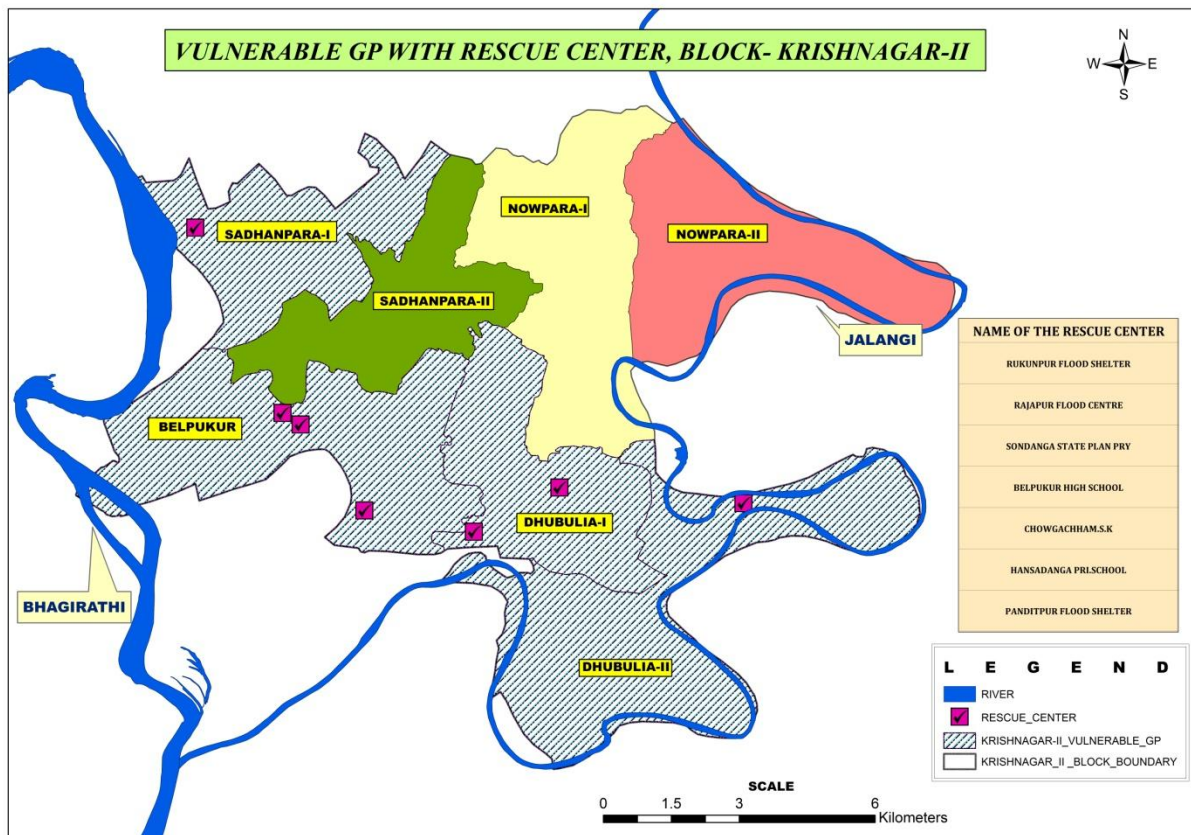 VULNERABLE GP WITH RESCUE CENTER, BLOCK- KRISHNAGAR-II
N
W E
S
NOWPARA-I
SADHANPARA-I
NOWPARA-II
SADHANPARA-II
JALANGI
BELPUKUR
DHUBULIA-I
BHAGIRATHI
DHUBULIA-II
NAME OF THE RESCUE CENTER
RUKUNPUR FLOOD SHELTER
RAJAPUR FLOOD CENTRE
SONDANGA STATE PLAN PRY
BELPUKUR HIGH SCHOOL
CHOWGACHHAM.S.K
HANSADANGA PRI.SCHOOL
PANDITPUR FLOOD SHELTER
L E G E N D
RIVER
RESCUE_CENTER
KRISHNAGAR-II_VULNERABLE_GP
KRISHNAGAR_II _BLOCK_BOUNDARY
SCALE
0 1.5 3 6
Kilometers